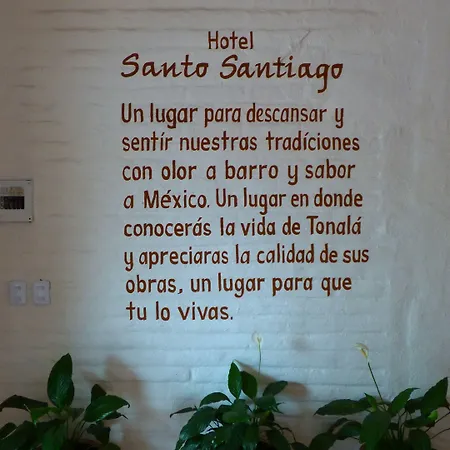 Hotel
Santo Santiago
Un lugar para descansar y
sentír nuestras tradíciones
con olor a barro y sabor
a México. Un lugar en donde
conocerás la vida de Tonalá
y apreciaras la calidad de sus
obras, un lugar para que
tu lo vivas.